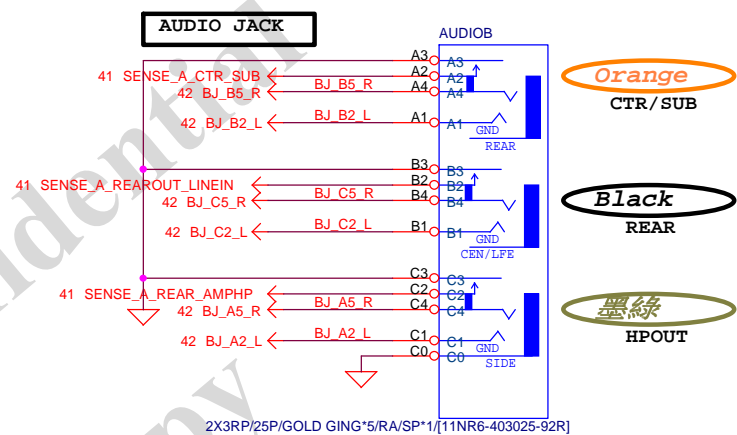 AUDIO JACK
AUDIOB
A3 A3
41 SENSE_A_CTR_SUB A2 A2
42 BJ_B5_R BJ_B5_R A4 A4
Orange
CTR/SUB
42 BJ_B2_L BJ_B2_L A1 A1
GND
REAR
B3 B3
41 SENSE_A_REAROUT_LINEIN B2 B2
42 BJ_C5_R BJ_C5_R B4 B4
Black
REAR
42 BJ_C2_L BJ_C2_L B1 B1
GND
CEN/LFE
C3 C3
41 SENSE_A_REAR_AMPHP C2 C2
42 BJ_A5_R BJ_A5_R C4 C4
墨綠
HPOUT
42 BJ_A2_L BJ_A2_L C1 C1
GND
C0 C0
SIDE
2X3RP/25P/GOLD GING*5/RA/SP*1/[11NR6-403025-92R]